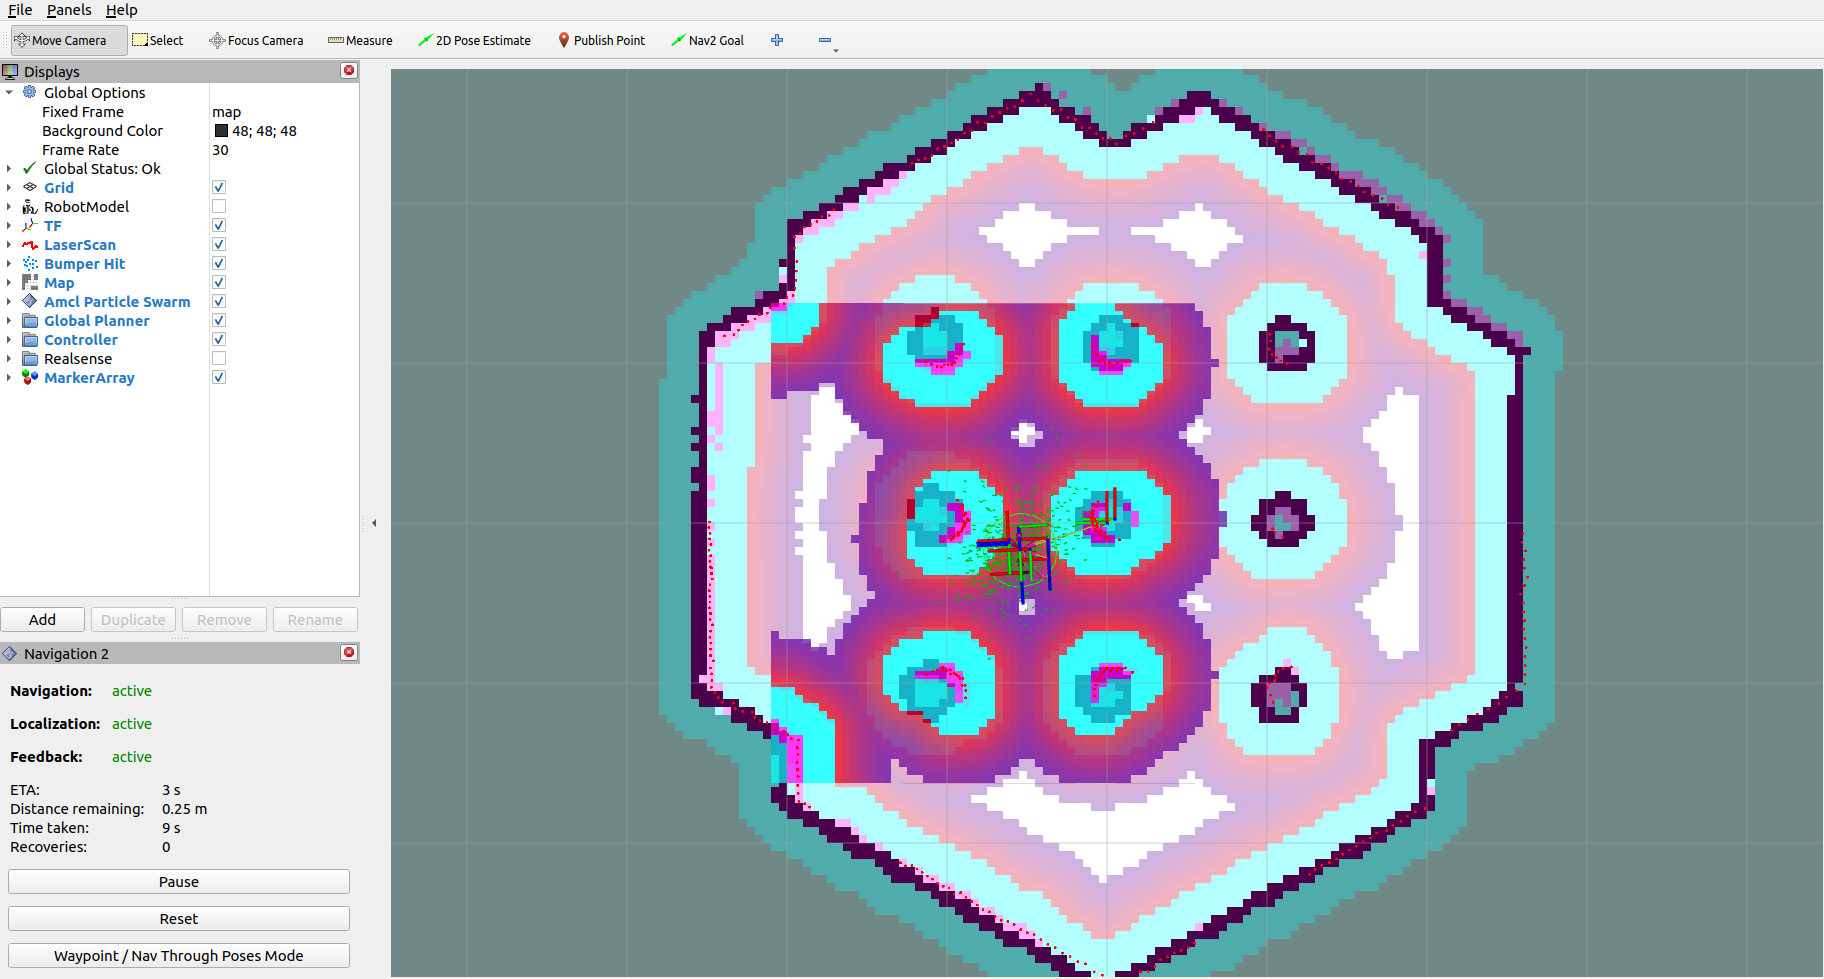 File Panels Help
Move Camera Select Focus Camera Measure 2D Pose Estimate Publish Point Nav2 Goal
Displays
Global Options
Fixed Frame map
Background Color 48; 48; 48
Frame Rate 30
Global Status: Ok
Grid
RobotModel
TF
LaserScan
Bumper Hit
Map
Amcl Particle Swarm
Global Planner
Controller
Realsense
MarkerArray
Add Duplicate Remove Rename
Navigation 2
Navigation: active
Localization: active
Feedback: active
ETA: 3 s
Distance remaining: 0.25 m
Time taken: 9 s
Recoveries: 0
Pause
Reset
Waypoint / Nav Through Poses Mode